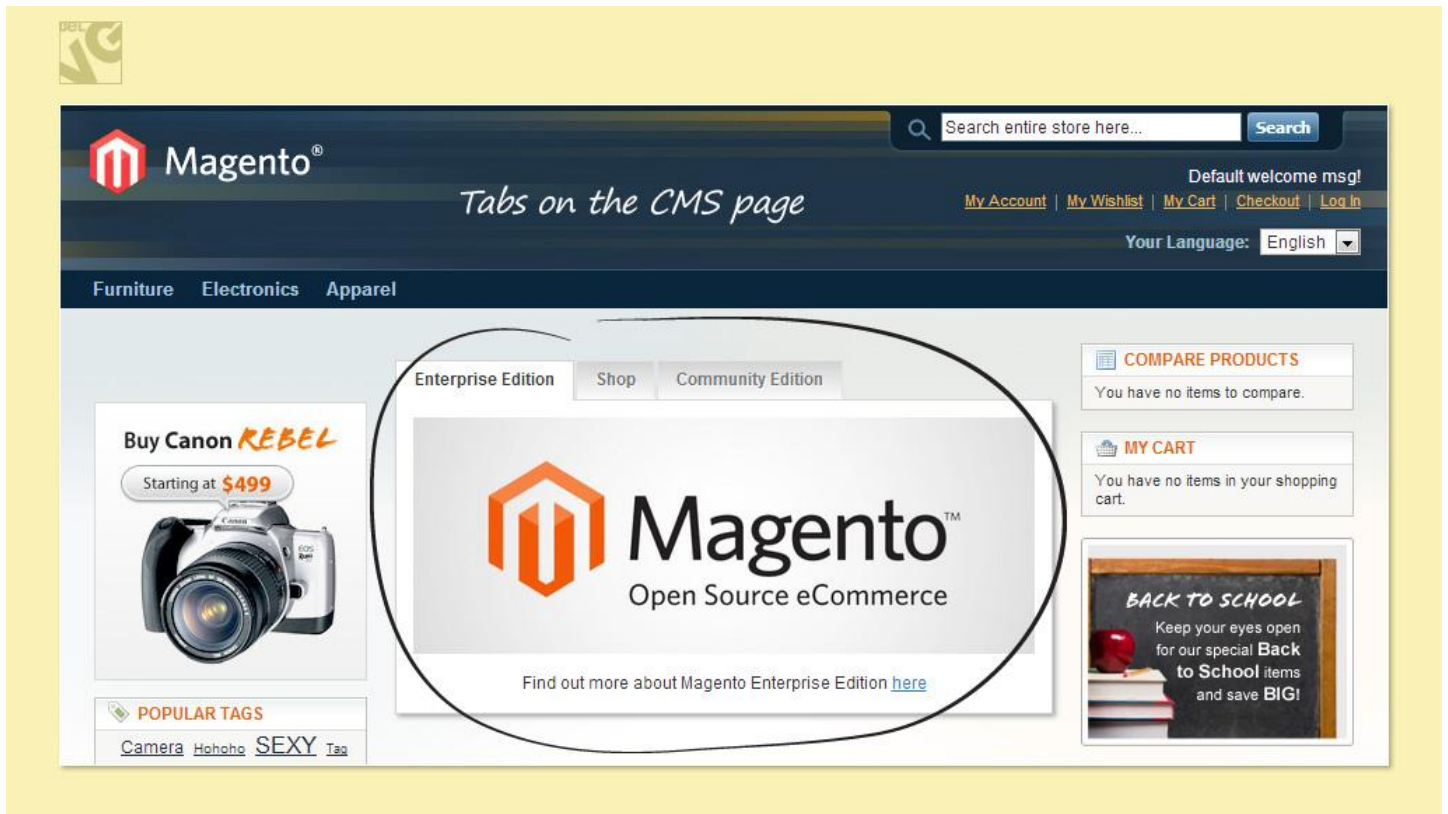 BEL
VG
Magento®
Tabs on the CMS page
Search entire store here...
Search
Default welcome msg!
My Account | My Wishlist | My Cart | Checkout | Log In
Your Language: English
Furniture Electronics Apparel
Buy Canon REBEL
Starting at $499
Canon
EOS
POPULAR TAGS
Camera Hohoho SEXY Tag
Enterprise Edition Shop Community Edition
Magento™
Open Source eCommerce
Find out more about Magento Enterprise Edition here
COMPARE PRODUCTS
You have no items to compare.
MY CART
You have no items in your shopping
cart.
BACK TO SCHOOL
Keep your eyes open
for our special Back
to School items
and save BIG!